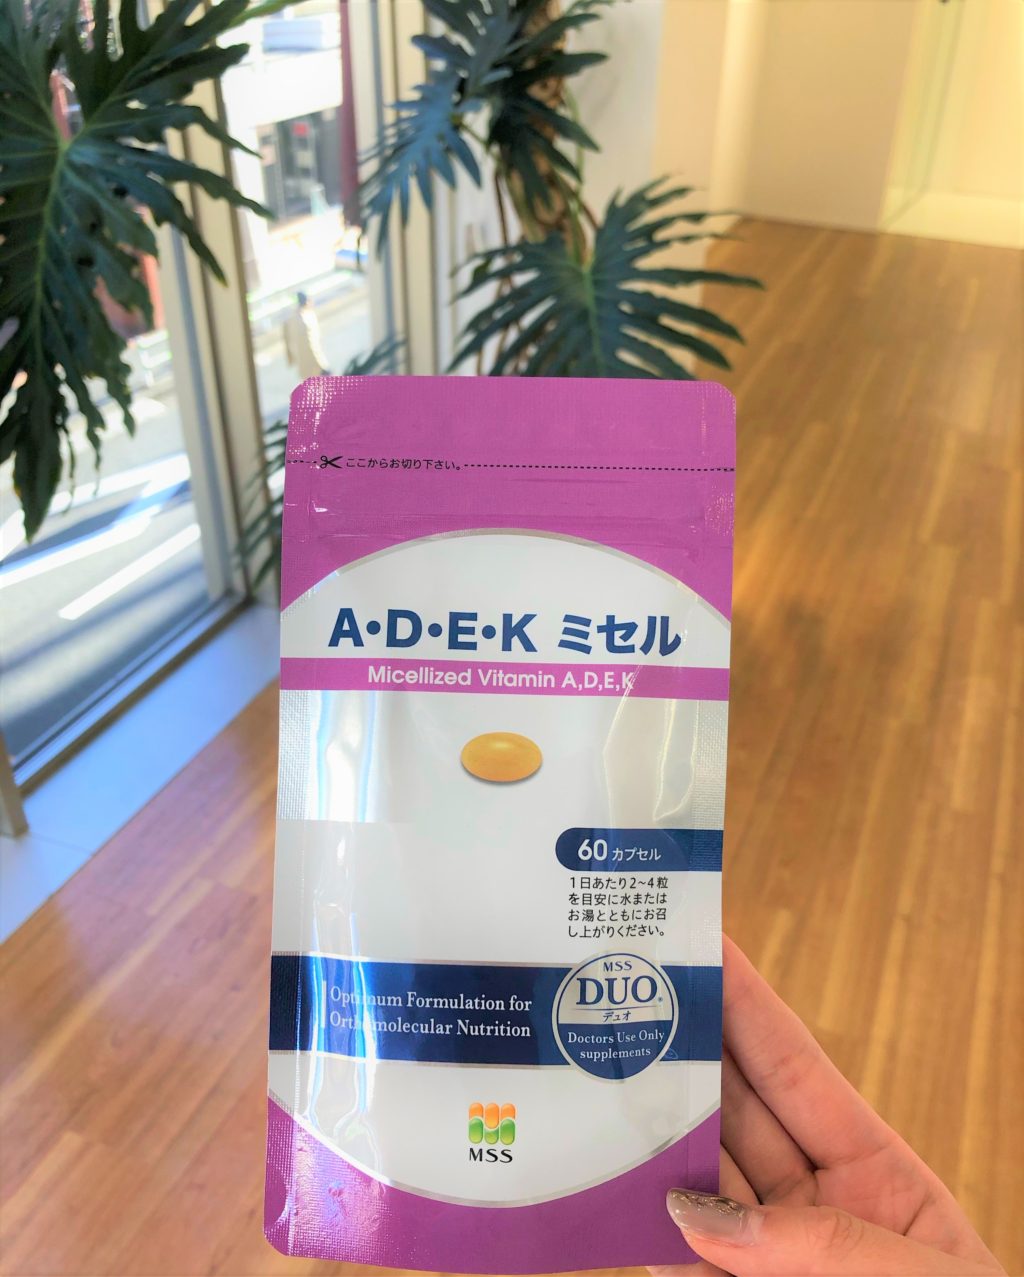 ここからお切り下さい。
A・D・E・K ミセル
Micellized Vitamin A,D,E,K
60 カプセル
1日あたり2~4粒
を目安に水または
お湯とともにお召
し上がりください。
Optimum Formulation for
Orthomolecular Nutrition
MSS
DUO®
デュオ
Doctors Use Only
supplements
MSS